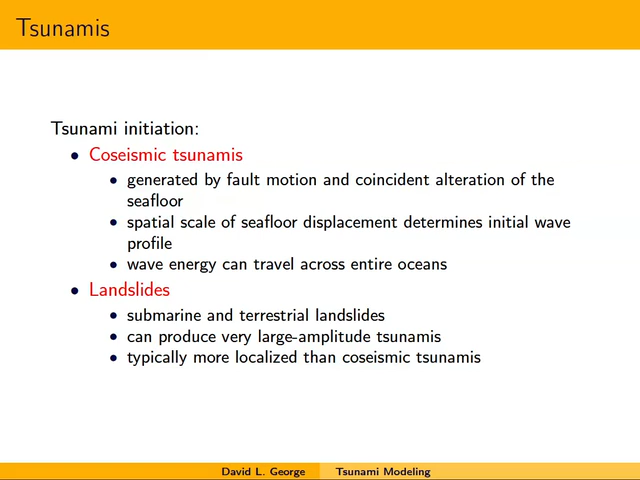 Tsunamis
Tsunami initiation:
• Coseismic tsunamis
• generated by fault motion and coincident alteration of the
seafloor
• spatial scale of seafloor displacement determines initial wave
profile
• wave energy can travel across entire oceans
• Landslides
• submarine and terrestrial landslides
• can produce very large-amplitude tsunamis
• typically more localized than coseismic tsunamis
David L. George Tsunami Modeling